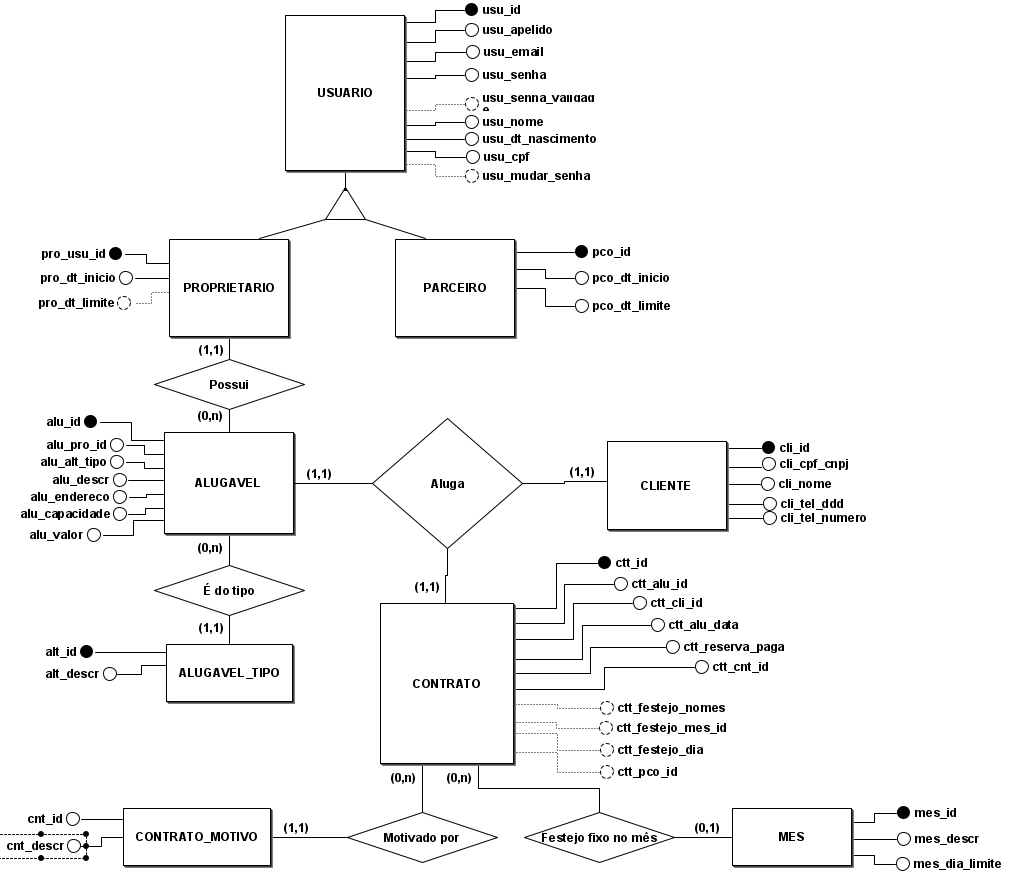 usu_id
usu_apelido
usu_email
usu_senha
usu_senha_validad
e
usu_nome
usu_dt_nascimento
usu_cpf
usu_mudar_senha
USUARIO
pro_usu_id
pro_dt_inicio
pro_dt_limite
PROPRIETARIO
PARCEIRO
pco_id
pco_dt_inicio
pco_dt_limite
(1,1)
Possui
(0,n)
alu_id
alu_pro_id
alu_alt_tipo
alu_descr
alu_endereco
alu_capacidade
alu_valor
ALUGAVEL
(1,1)
Aluga
(1,1)
CLIENTE
cli_id
cli_cpf_cnpj
cli_nome
cli_tel_ddd
cli_tel_numero
(0,n)
É do tipo
(1,1)
alt_id
alt_descr
ALUGAVEL_TIPO
(1,1)
CONTRATO
ctt_id
ctt_alu_id
ctt_cli_id
ctt_alu_data
ctt_reserva_paga
ctt_cnt_id
ctt_festejo_nomes
ctt_festejo_mes_id
ctt_festejo_dia
ctt_pco_id
(0,n)
(0,n)
cnt_id
cnt_descr
CONTRATO_MOTIVO
(1,1)
Motivado por
Festejo fixo no mês
(0,1)
MES
mes_id
mes_descr
mes_dia_limite